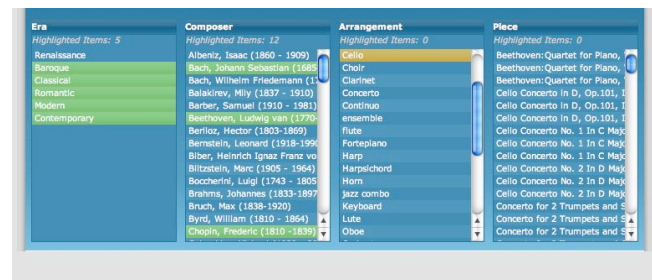 Era
Highlighted Items: 5
Renaissance
Baroque
Classical
Romantic
Modern
Contemporary
Composer
Highlighted Items: 12
Albeniz, Isaac (1860 - 1909)
Bach, Johann Sebastian (1685
Bach, Wilhelm Friedemann (1
Balakirev, Mily (1837 - 1910)
Barber, Samuel (1910 - 1981)
Beethoven, Ludwig van (1770-
Berlioz, Hector (1803-1869)
Bernstein, Leonard (1918-1990
Biber, Heinrich Ignaz Franz vo
Blitzstein, Marc (1905 - 1964)
Boccherini, Luigi (1743 - 1805
Brahms, Johannes (1833-1897
Bruch, Max (1838-1920)
Byrd, William (1810 - 1864)
Chopin, Frederic (1810 -1839)
Arrangement
Highlighted Items: 0
Cello
Choir
Clarinet
Concerto
Continuo
ensemble
flute
Fortepiano
Harp
Harpsichord
Horn
jazz combo
Keyboard
Lute
Oboe
Piece
Highlighted Items: 0
Beethoven: Quartet for Piano,
Beethoven: Quartet for Piano,
Beethoven: Quartet for Piano,
Cello Concerto in D, Op.101, I
Cello Concerto in D, Op.101, I
Cello Concerto in D, Op.101, I
Cello Concerto No. 1 In C Majo
Cello Concerto No. 1 In C Majo
Cello Concerto No. 1 In C Majo
Cello Concerto No. 2 In D Majo
Cello Concerto No. 2 In D Majo
Cello Concerto No. 2 In D Majo
Concerto for 2 Trumpets and S
Concerto for 2 Trumpets and S
Concerto for 2 Trumpets and S